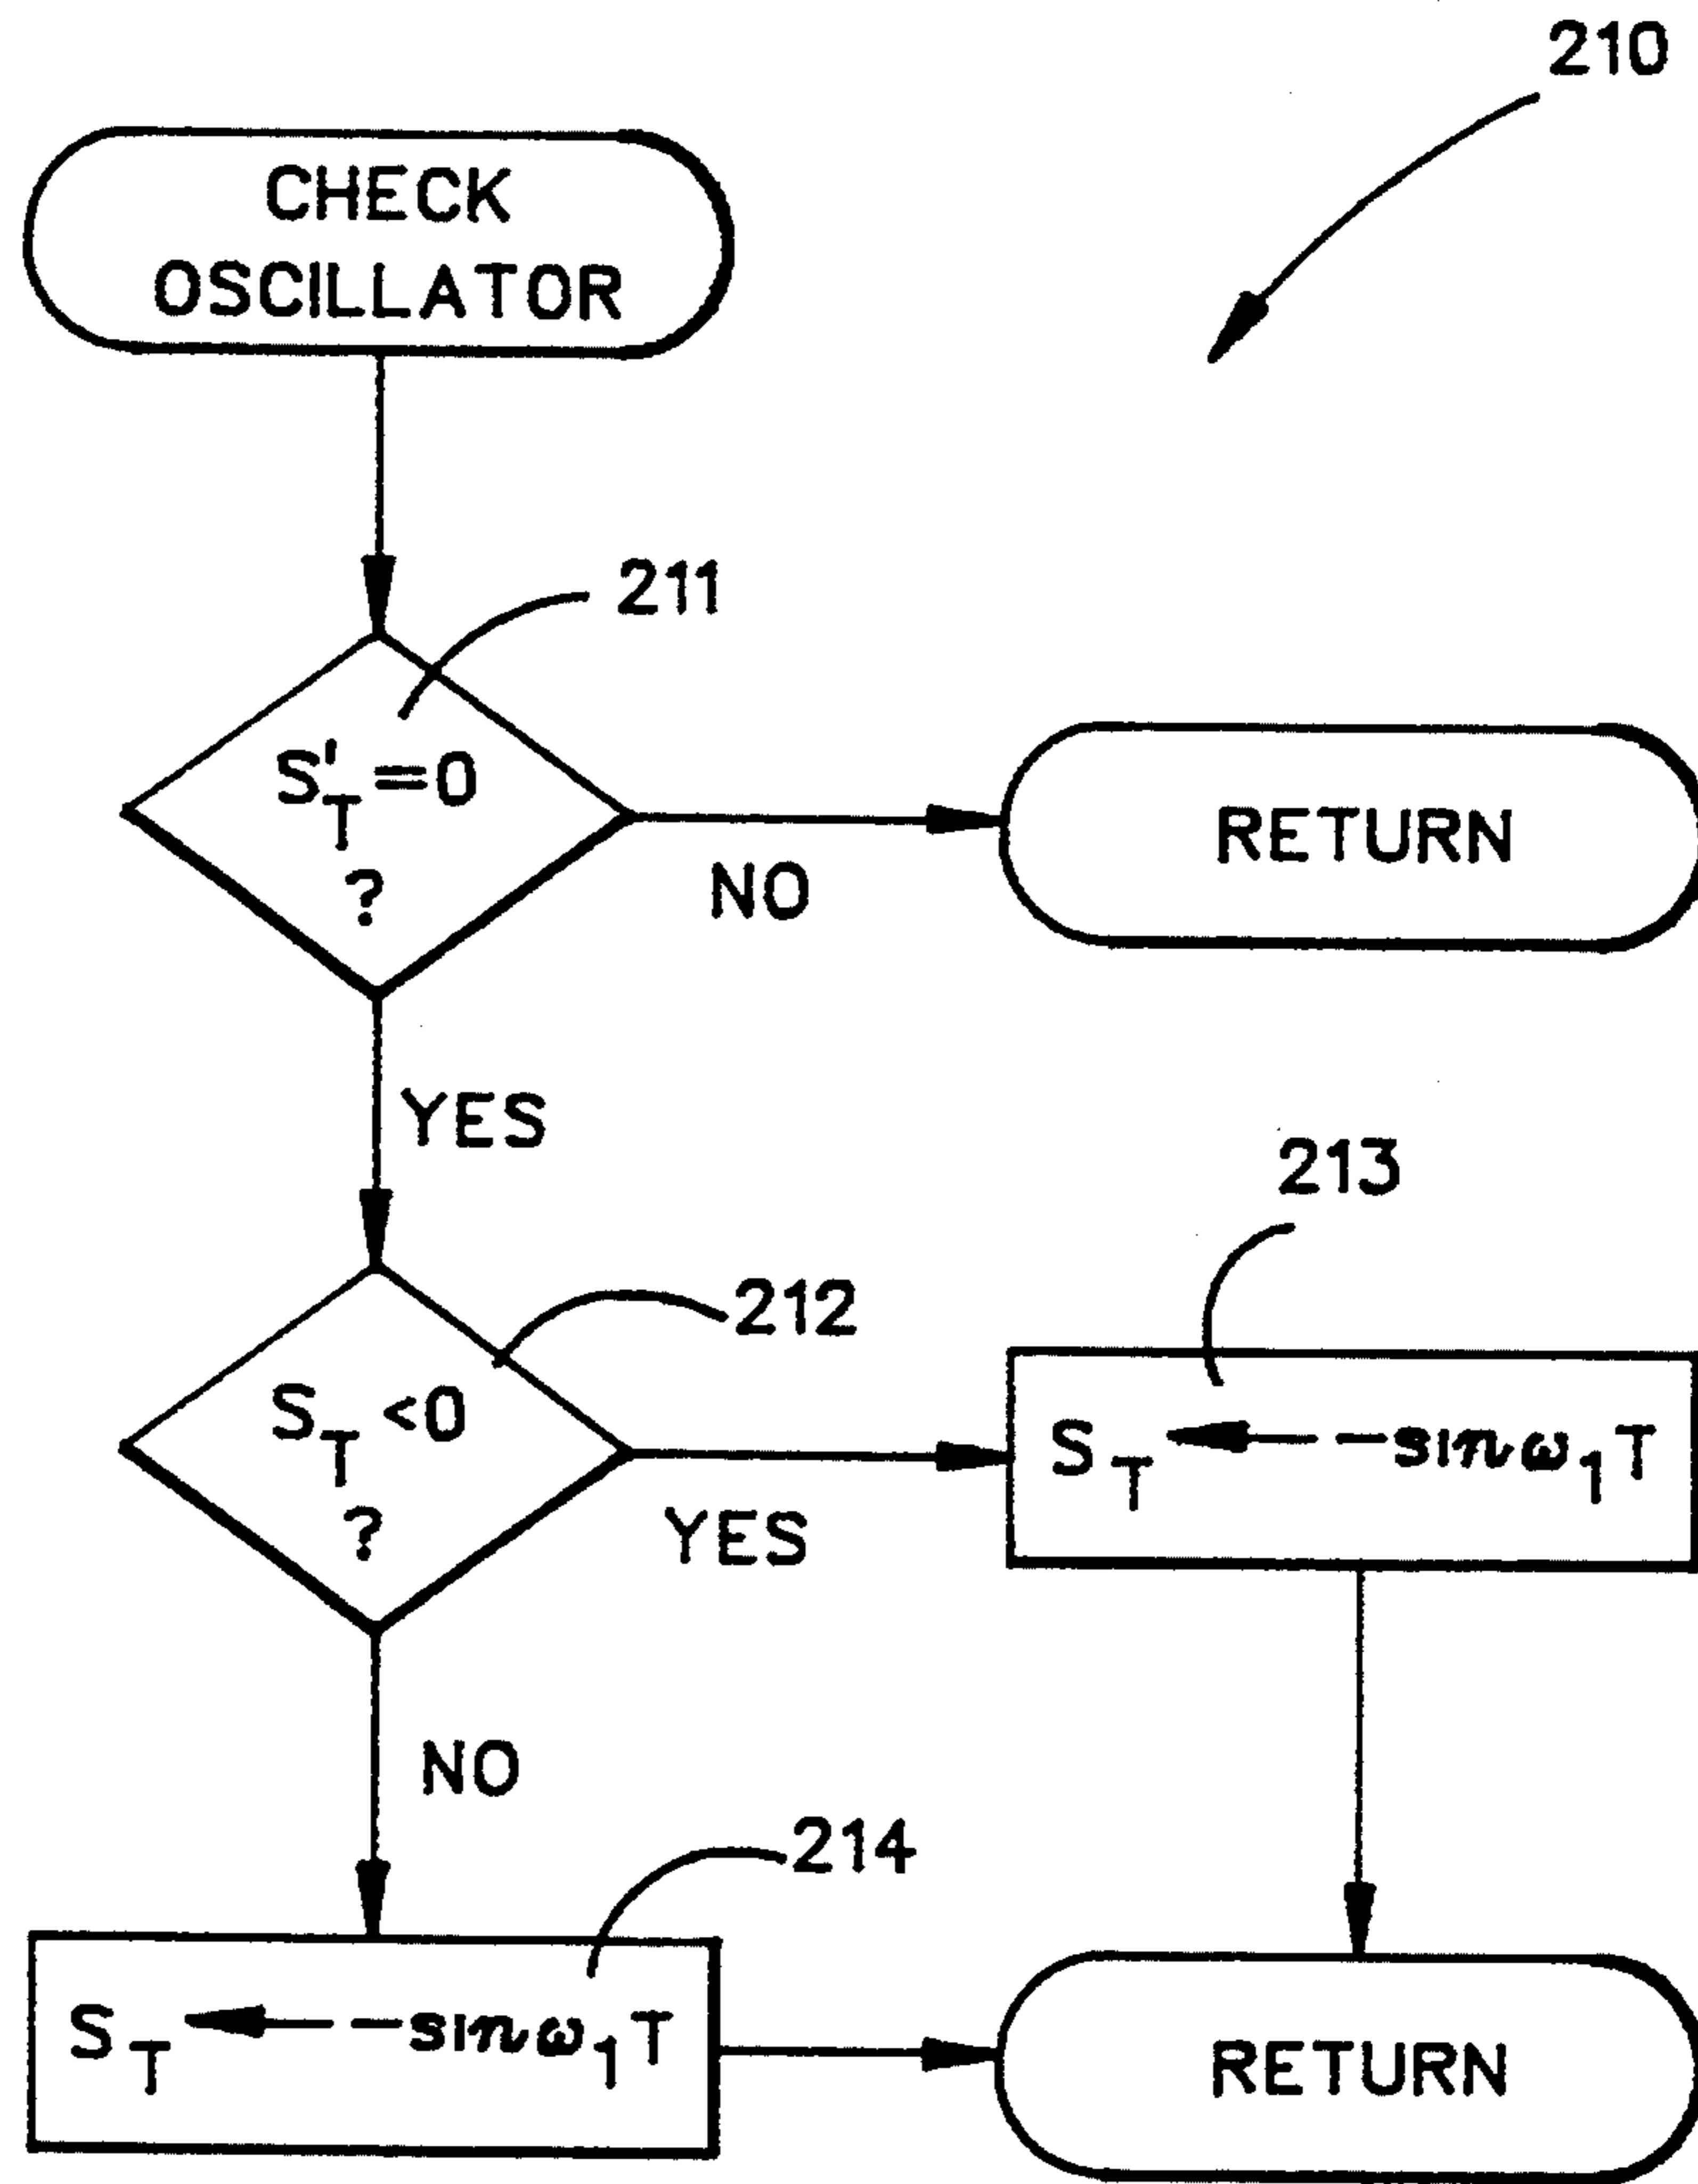 210
CHECK
OSCILLATOR
211
S'T=0
?
NO
RETURN
YES
213
212
ST<0
?
YES
ST ← −sinω1T
NO
214
ST ← −sinω1T
RETURN